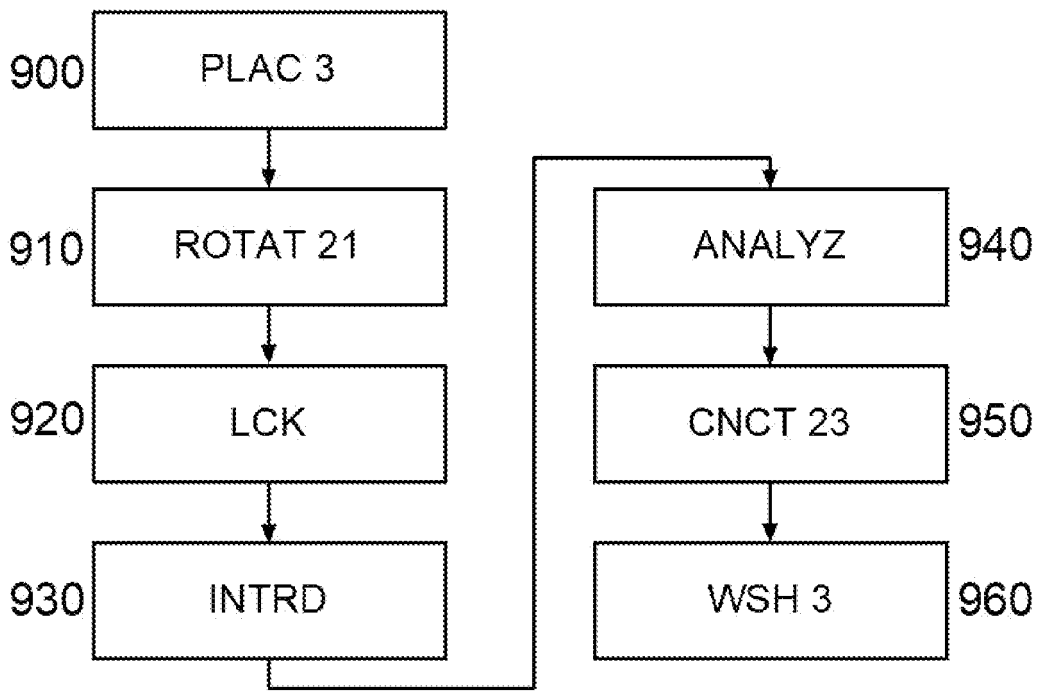 900 PLAC 3
910 ROTAT 21
920 LCK
930 INTRD
ANALYZ 940
CNCT 23 950
WSH 3 960